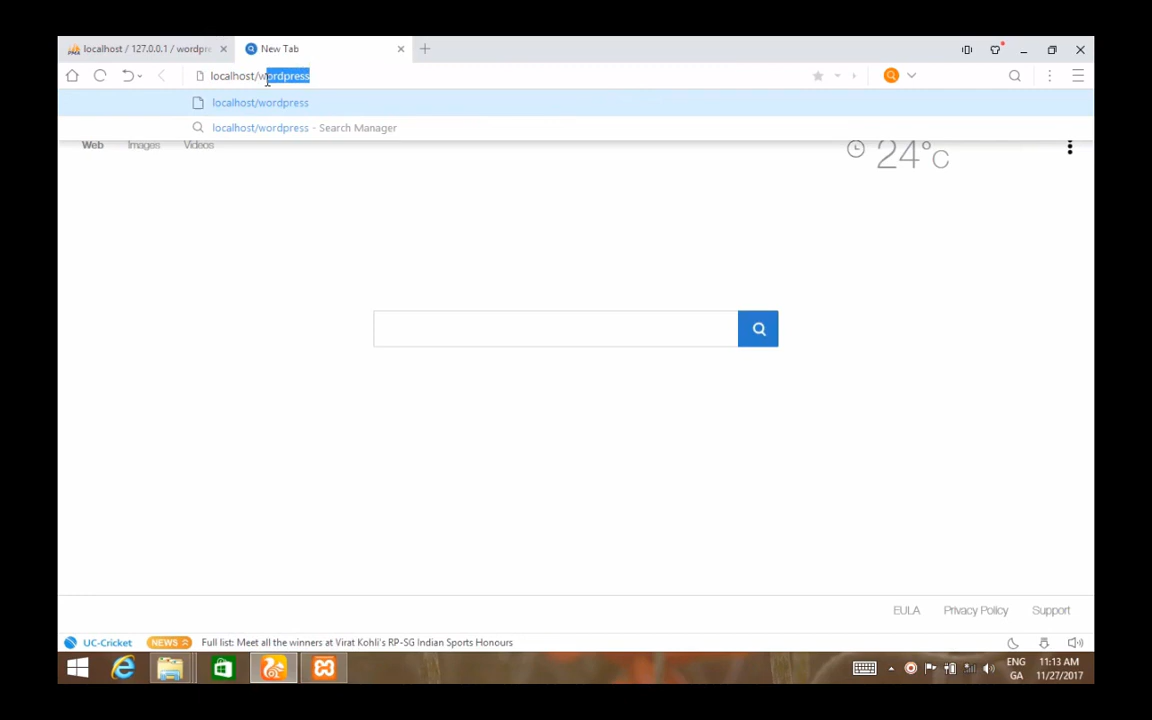 localhost / 127.0.0.1 / wordpre
New Tab
localhost/wordpress
localhost/wordpress
localhost/wordpress - Search Manager
Web Images Videos
24°C
EULA Privacy Policy Support
UC-Cricket NEWS Full list: Meet all the winners at Virat Kohli's RP-SG Indian Sports Honours
ENG 11:13 AM
GA 11/27/2017